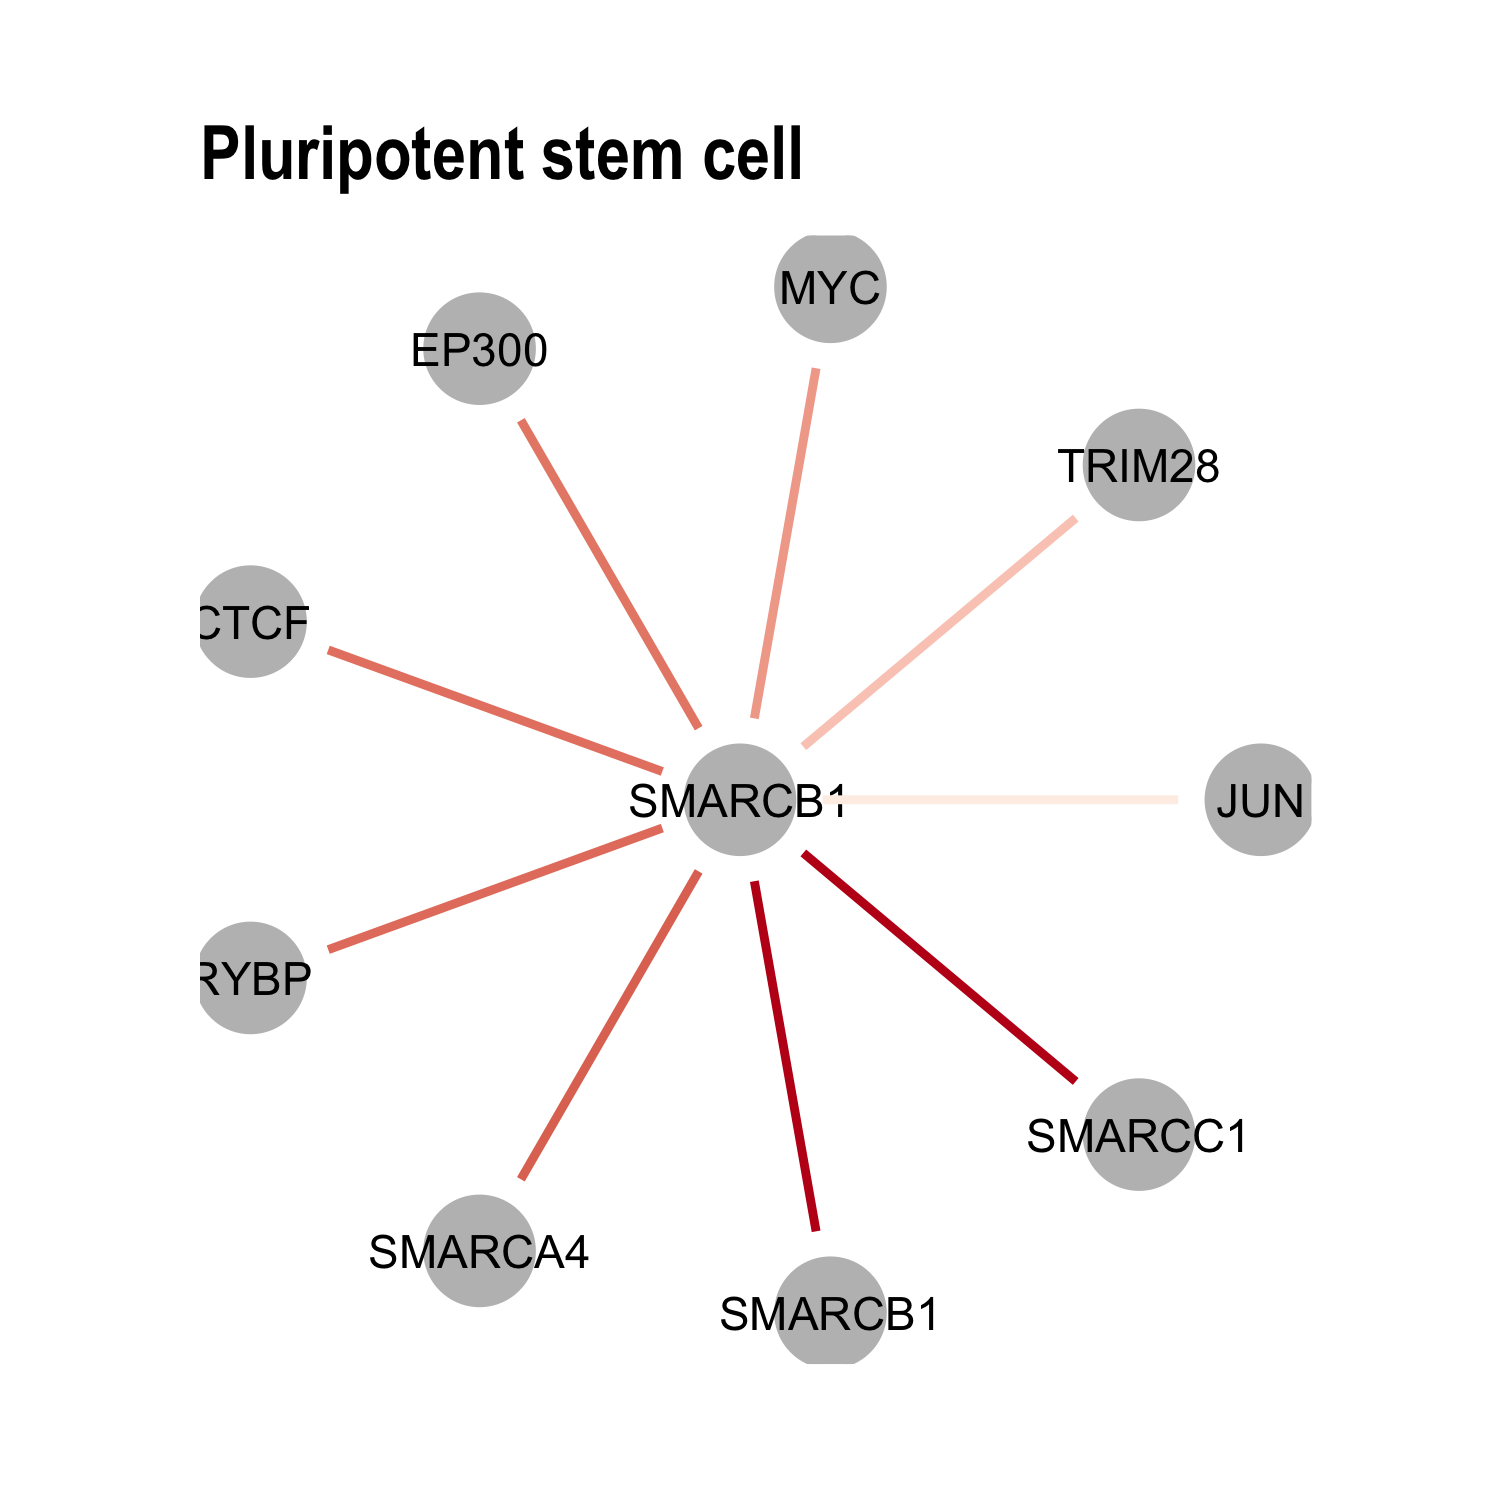 Pluripotent stem cell
MYC
EP300
TRIM28
CTCF
SMARCB1
JUN
RYBP
SMARCC1
SMARCA4
SMARCB1